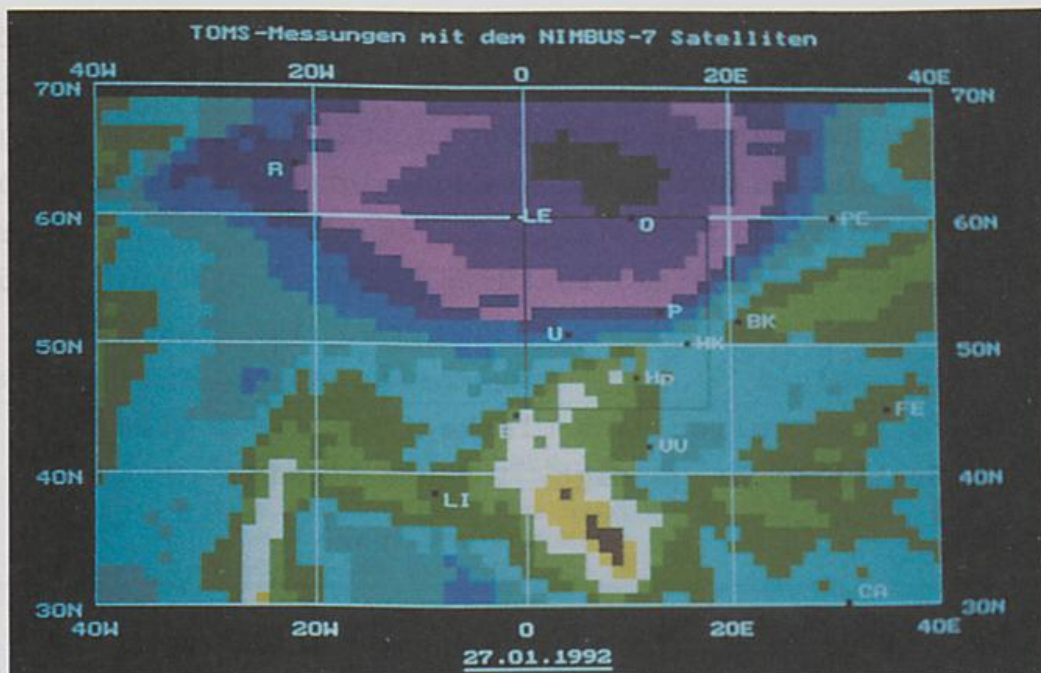 TOMS-Messungen mit dem NIMBUS-7 Satelliten
40W 20W 0 20E 40E
70N 70N
R
60N LE O PE 60N
P
BK
U
50N HK 50N
Hp
FE
UU
40N 40N
LI
CA
30N 30N
40W 20W 0 20E 40E
27.01.1992